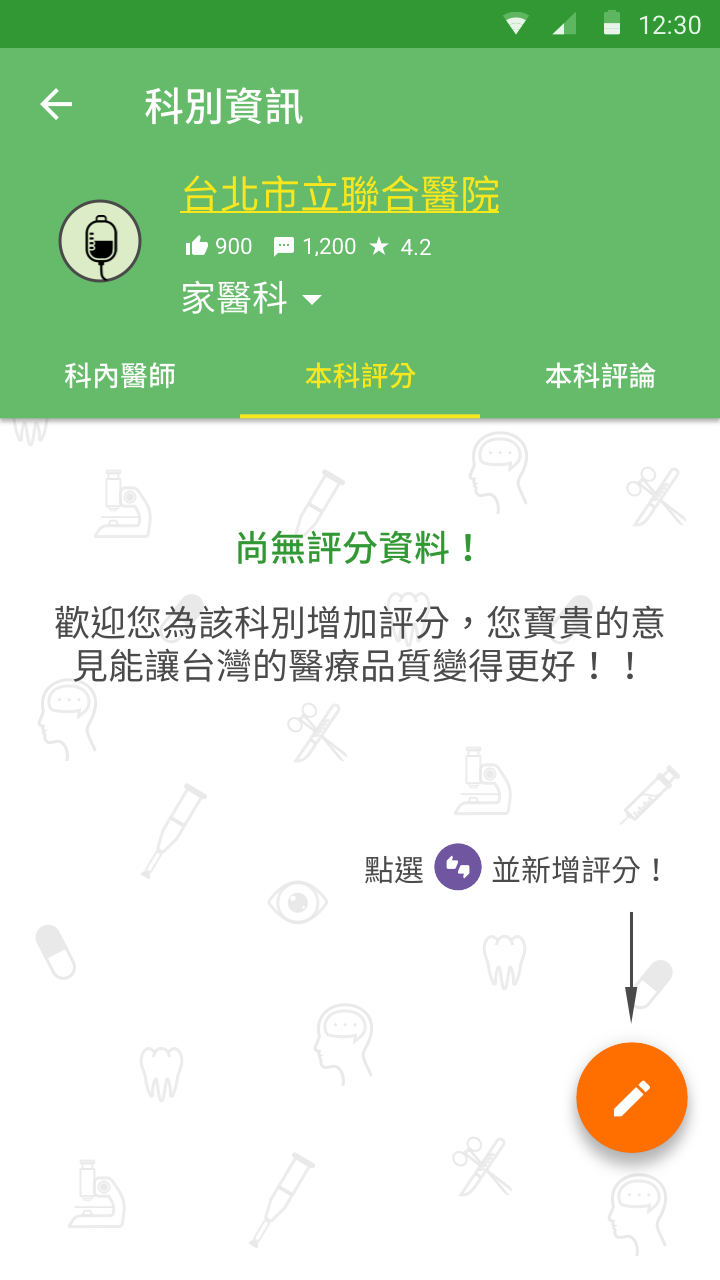 12:30
科別資訊
台北市立聯合醫院
900 1,200 4.2
家醫科
科內醫師 本科評分 本科評論
尚無評分資料！
歡迎您為該科別增加評分，您寶貴的意
見能讓台灣的醫療品質變得更好！！
點選 並新增評分！